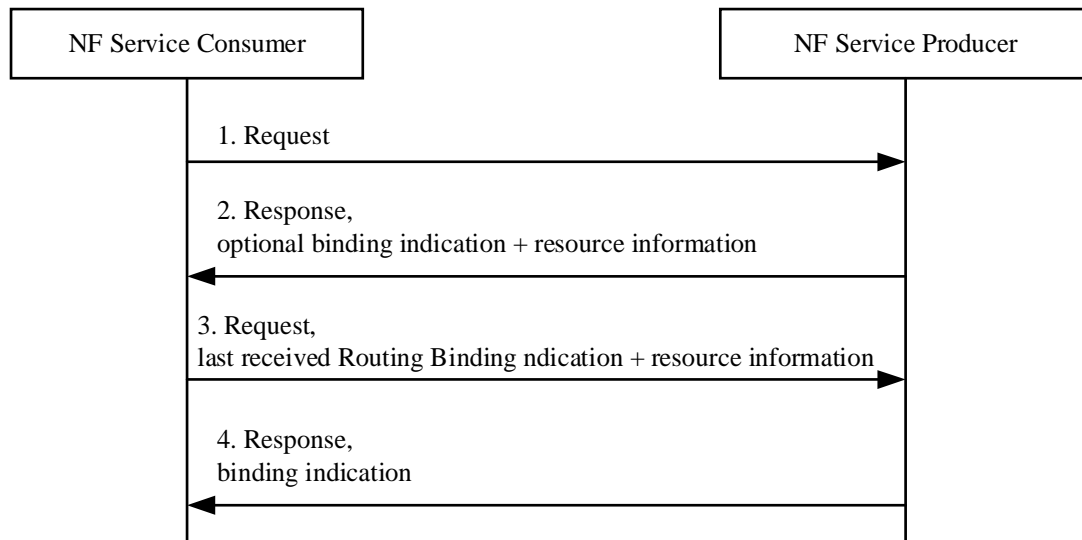 NF Service Consumer
NF Service Producer
1. Request
2. Response,
optional binding indication + resource information
3. Request,
last received Routing Binding ndication + resource information
4. Response,
binding indication